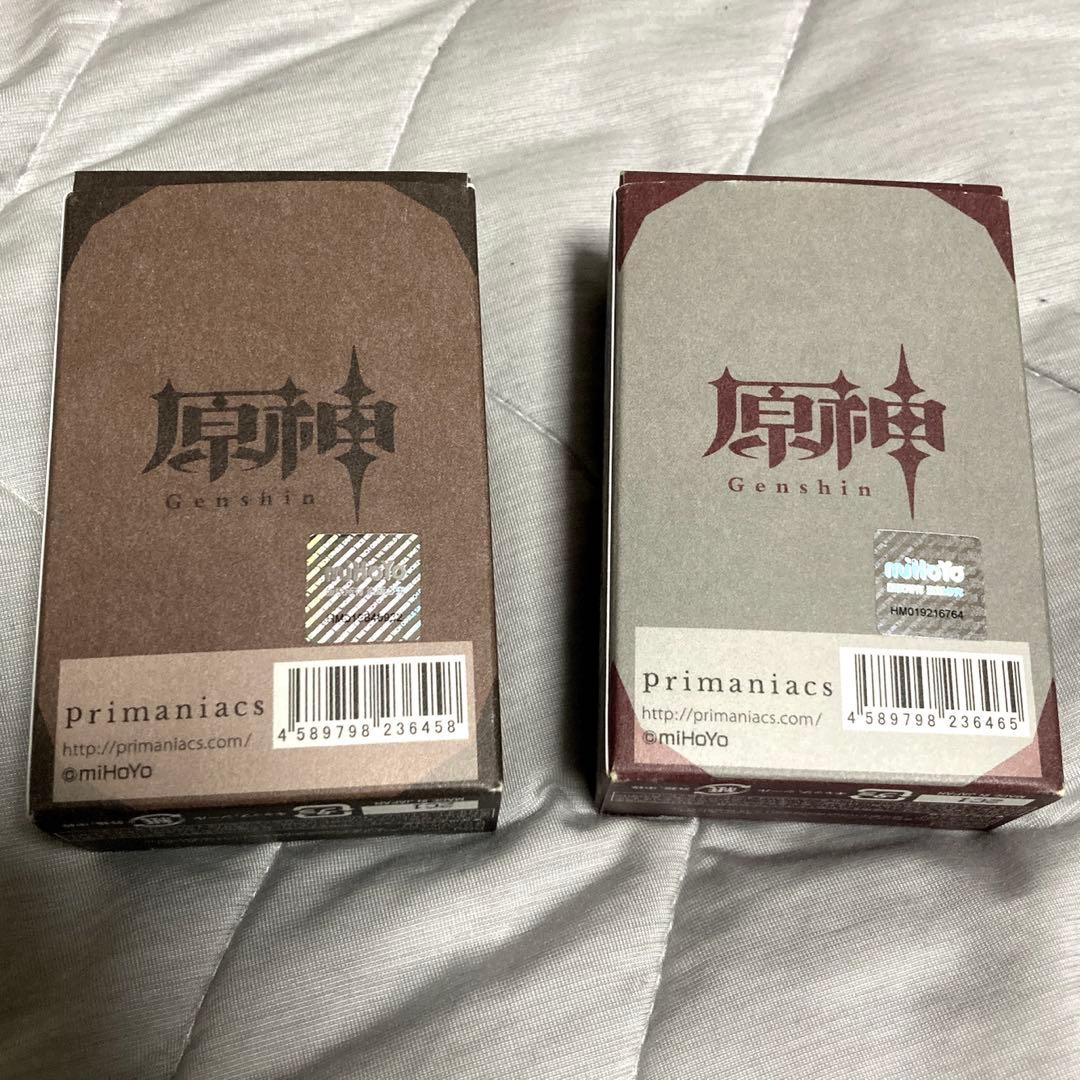 原神
Genshin
miHoYo
primaniacs
http://primaniacs.com/
©miHoYo
4 589798 236458
原神
Genshin
miHoYo
HM019216764
primaniacs
http://primaniacs.com/
©miHoYo
4 589798 236465